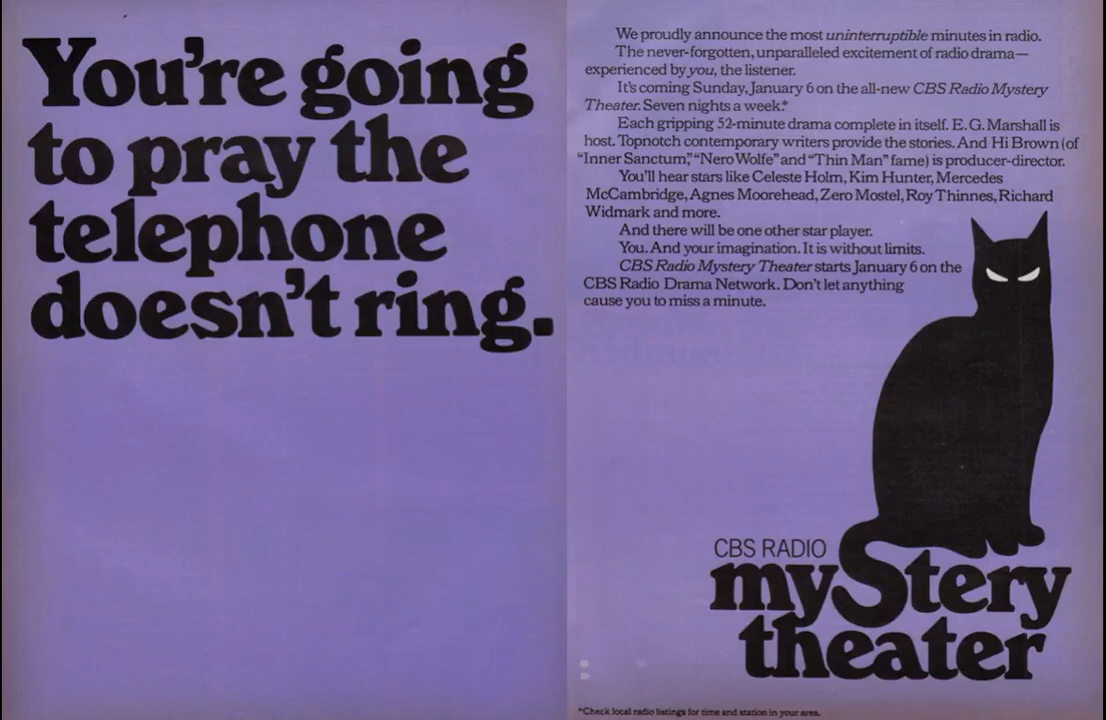 You're going
to pray the
telephone
doesn't ring.
We proudly announce the most uninterruptible minutes in radio.
The never-forgotten, unparalleled excitement of radio drama—
experienced by you, the listener.
It's coming Sunday, January 6 on the all-new CBS Radio Mystery
Theater. Seven nights a week.*
Each gripping 52-minute drama complete in itself. E. G. Marshall is
host. Topnotch contemporary writers provide the stories. And Hi Brown (of
"Inner Sanctum," "Nero Wolfe" and "Thin Man" fame) is producer-director.
You'll hear stars like Celeste Holm, Kim Hunter, Mercedes
McCambridge, Agnes Moorehead, Zero Mostel, Roy Thinnes, Richard
Widmark and more.
And there will be one other star player.
You. And your imagination. It is without limits.
CBS Radio Mystery Theater starts January 6 on the
CBS Radio Drama Network. Don't let anything
cause you to miss a minute.
CBS RADIO
myStery
theater
*Check local radio listings for time and station in your area.